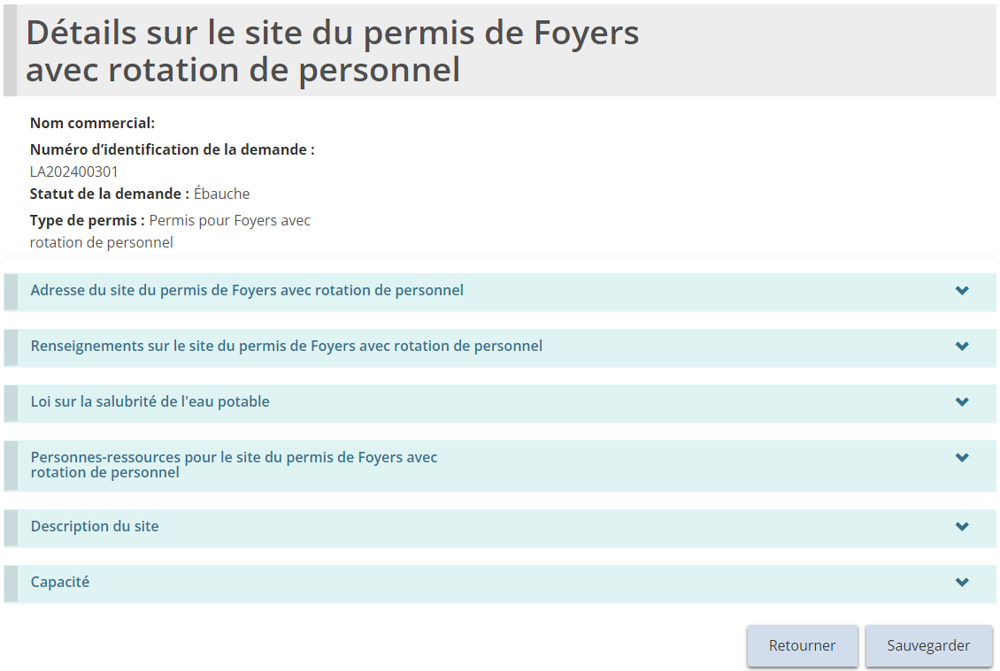 Détails sur le site du permis de Foyers
avec rotation de personnel
Nom commercial:
Numéro d’identification de la demande :
LA202400301
Statut de la demande : Ébauche
Type de permis : Permis pour Foyers avec
rotation de personnel
Adresse du site du permis de Foyers avec rotation de personnel
Renseignements sur le site du permis de Foyers avec rotation de personnel
Loi sur la salubrité de l'eau potable
Personnes-ressources pour le site du permis de Foyers avec
rotation de personnel
Description du site
Capacité
Retourner
Sauvegarder